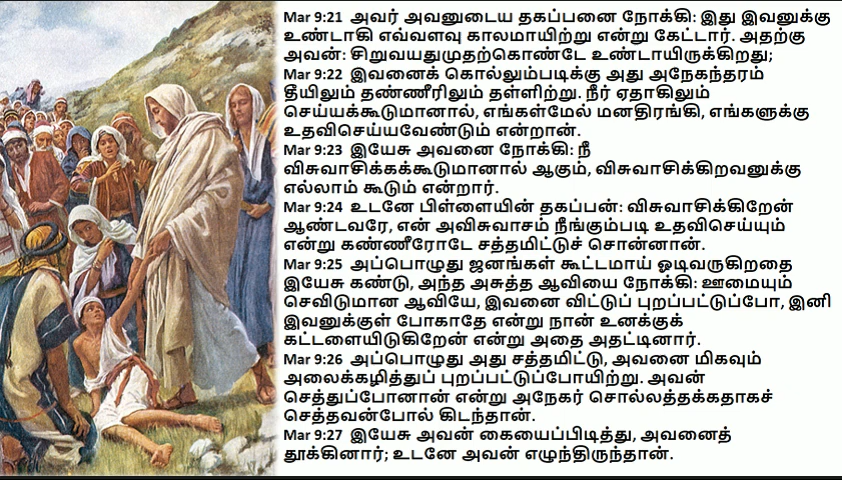 Mar 9:21 அவர் அவனுடைய தகப்பனை நோக்கி: இது இவனுக்கு
உண்டாகி எவ்வளவு காலமாயிற்று என்று கேட்டார். அதற்கு
அவன்: சிறுவயதுமுதற்கொண்டே உண்டாயிருக்கிறது;
Mar 9:22 இவனைக் கொல்லும்படிக்கு அது அநேகந்தரம்
தீயிலும் தண்ணீரிலும் தள்ளிற்று. நீர் ஏதாகிலும்
செய்யக்கூடுமானால், எங்கள்மேல் மனதிரங்கி, எங்களுக்கு
உதவிசெய்யவேண்டும் என்றான்.
Mar 9:23 இயேசு அவனை நோக்கி: நீ
விசுவாசிக்கக்கூடுமானால் ஆகும், விசுவாசிக்கிறவனுக்கு
எல்லாம் கூடும் என்றார்.
Mar 9:24 உடனே பிள்ளையின் தகப்பன்: விசுவாசிக்கிறேன்
ஆண்டவரே, என் அவிசுவாசம் நீங்கும்படி உதவிசெய்யும்
என்று கண்ணீரோடே சத்தமிட்டுச் சொன்னான்.
Mar 9:25 அப்பொழுது ஜனங்கள் கூட்டமாய் ஓடிவருகிறதை
இயேசு கண்டு, அந்த அசுத்த ஆவியை நோக்கி: ஊமையும்
செவிடுமான ஆவியே, இவனை விட்டுப் புறப்பட்டுப்போ, இனி
இவனுக்குள் போகாதே என்று நான் உனக்குக்
கட்டளையிடுகிறேன் என்று அதை அதட்டினார்.
Mar 9:26 அப்பொழுது அது சத்தமிட்டு, அவனை மிகவும்
அலைக்கழித்துப் புறப்பட்டுப்போயிற்று. அவன்
செத்துப்போனான் என்று அநேகர் சொல்லத்தக்கதாகச்
செத்தவன்போல் கிடந்தான்.
Mar 9:27 இயேசு அவன் கையைப்பிடித்து, அவனைத்
தூக்கினார்; உடனே அவன் எழுந்திருந்தான்.